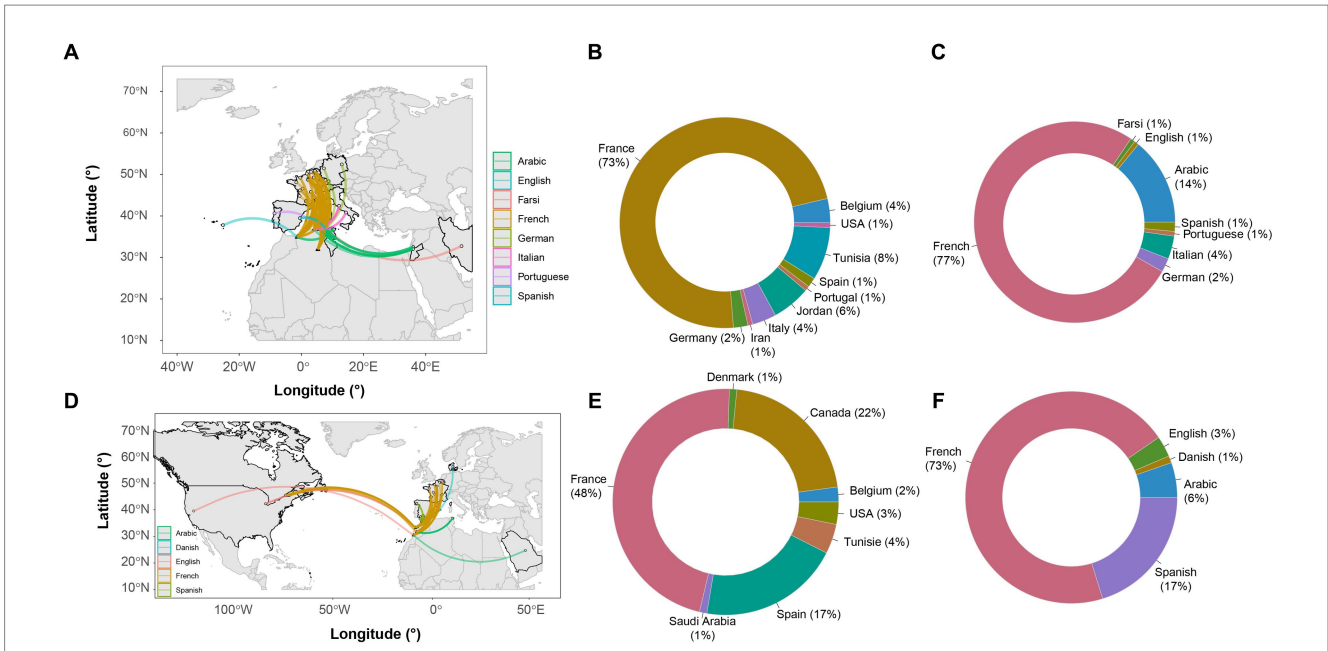 A
B
C
70°N
60°N
50°N
40°N
30°N
20°N
10°N
Latitude (°)
40°W
20°W
0°
20°E
40°E
Longitude (°)
Arabic
English
Farsi
French
German
Italian
Portuguese
Spanish
France
(73%)
Belgium (4%)
USA (1%)
Tunisia (8%)
Spain (1%)
Portugal (1%)
Jordan (6%)
Italy (4%)
Iran
(1%)
Germany (2%)
Farsi (1%)
English (1%)
Arabic
(14%)
Spanish (1%)
Portuguese (1%)
Italian (4%)
German (2%)
French
(77%)
D
E
F
70°N
60°N
50°N
40°N
30°N
20°N
10°N
Latitude (°)
Arabic
Danish
English
French
Spanish
100°W
50°W
0°
50°E
Longitude (°)
Denmark (1%)
Canada (22%)
Belgium (2%)
USA (3%)
Tunisie (4%)
Spain (17%)
Saudi Arabia
(1%)
France
(48%)
French
(73%)
English (3%)
Danish (1%)
Arabic
(6%)
Spanish
(17%)